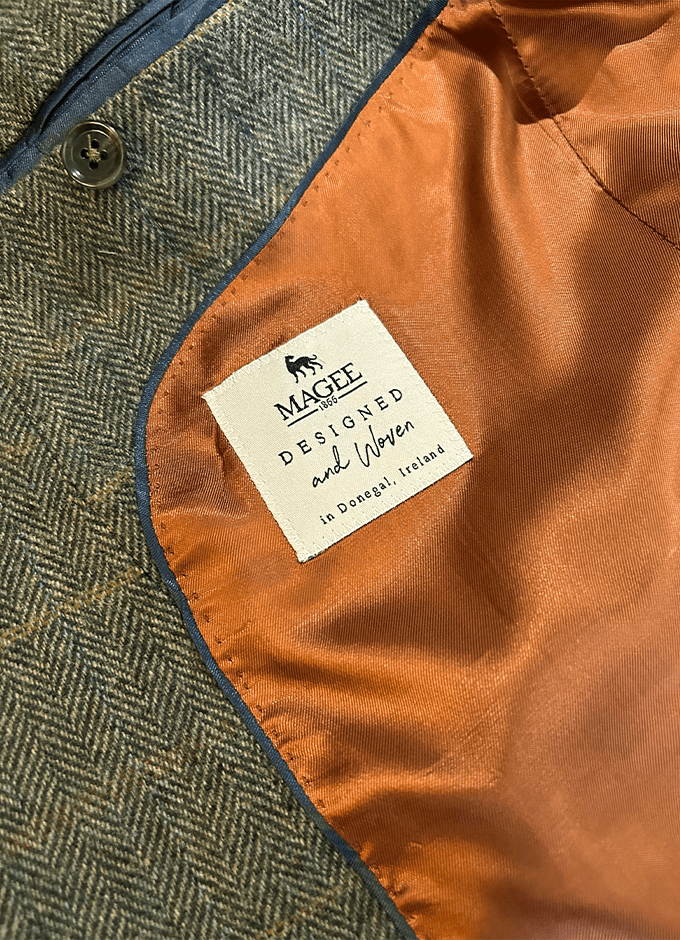 MAGEE
1866
DESIGNED
and Woven
in Donegal, Ireland